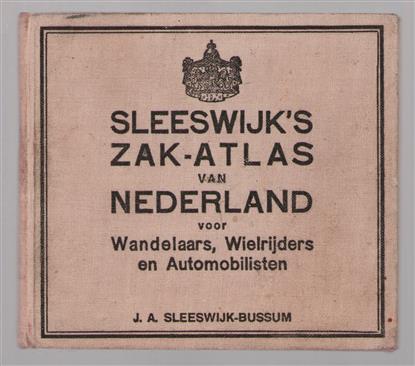 SLEESWIJK'S
ZAK-ATLAS
VAN
NEDERLAND
voor
Wandelaars, Wielrijders
en Automobilisten
J. A. SLEESWIJK-BUSSUM